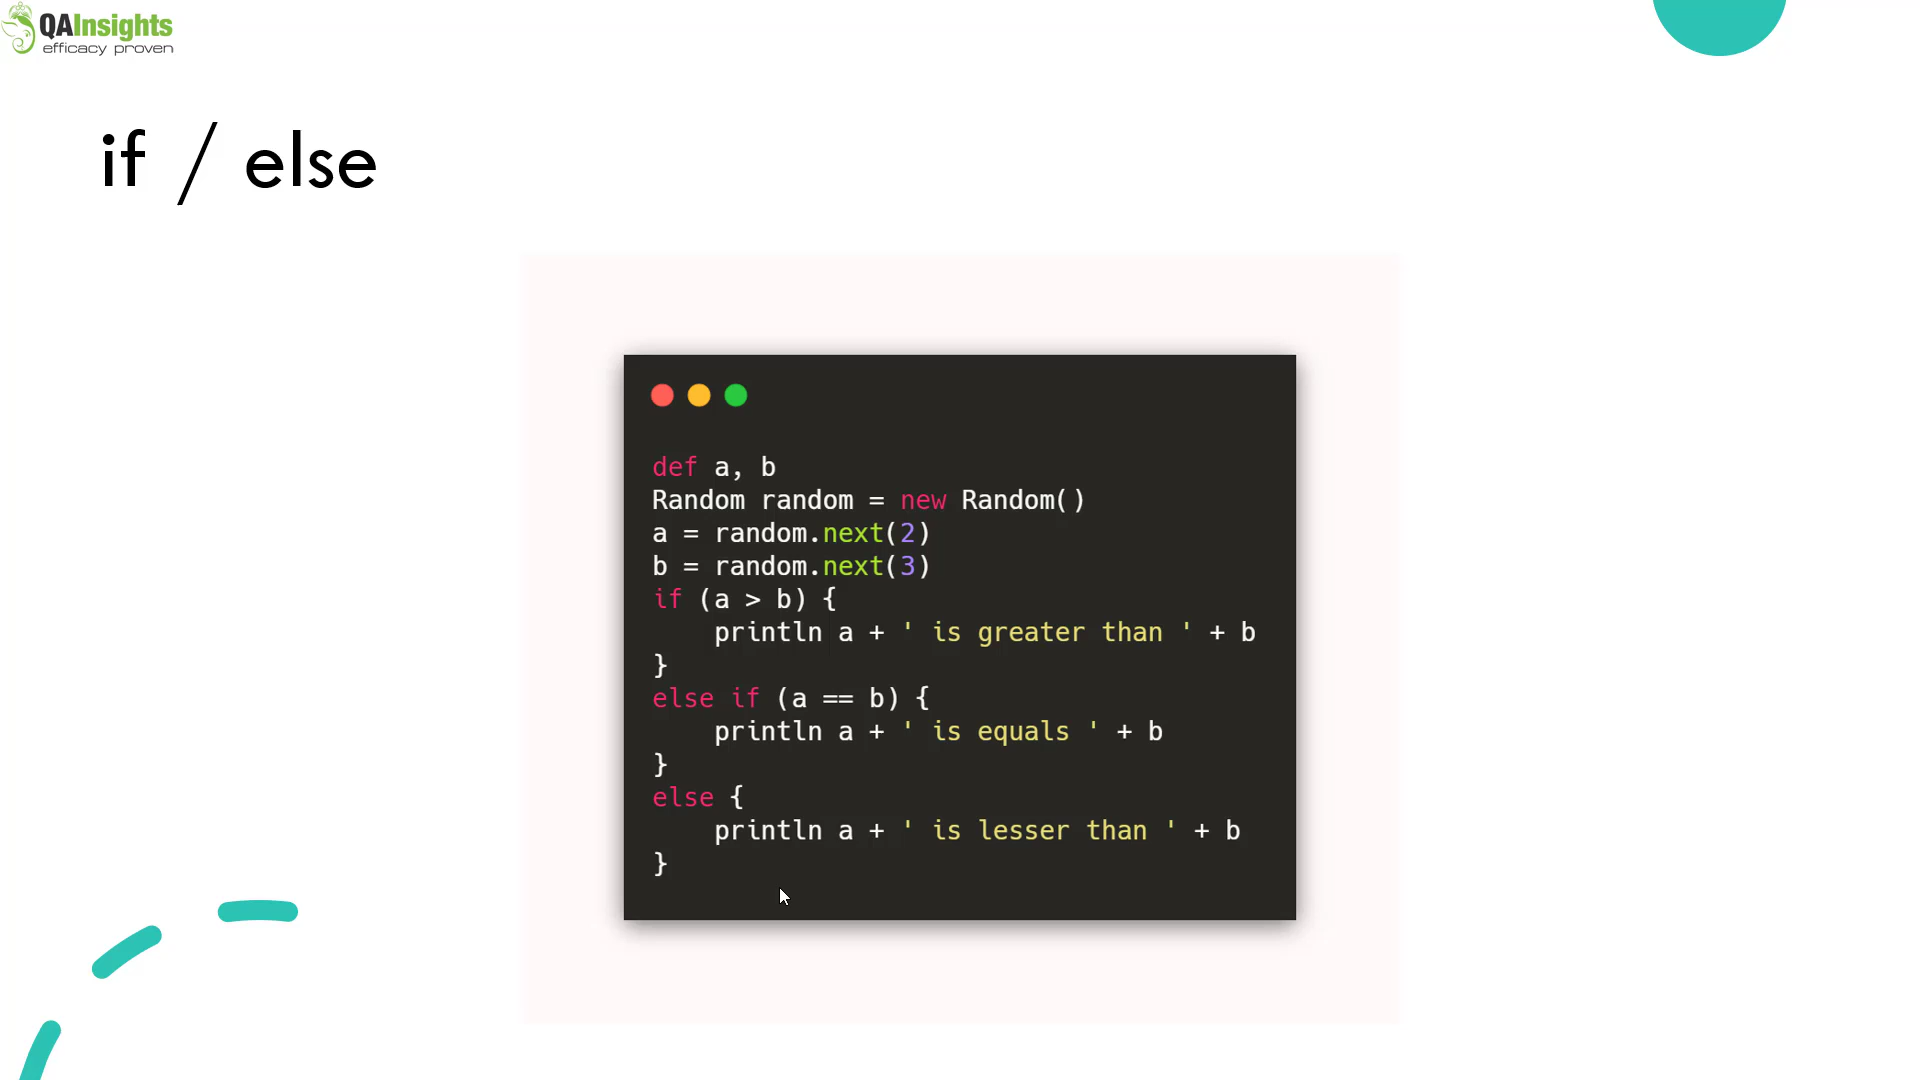 QAInsights
efficacy proven
if / else
def a, b
Random random = new Random()
a = random.next(2)
b = random.next(3)
if (a > b) {
    println a + ' is greater than ' + b
}
else if (a == b) {
    println a + ' is equals ' + b
}
else {
    println a + ' is lesser than ' + b
}